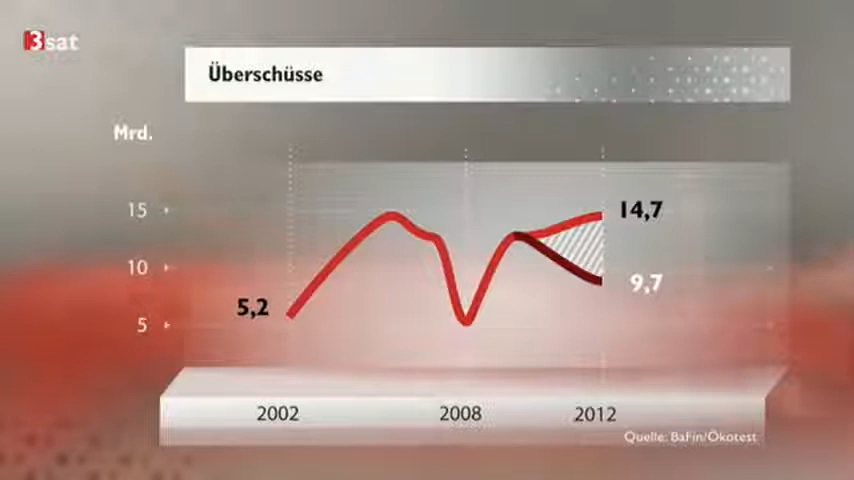 3sat
Überschüsse
Mrd.
15
14,7
10
9,7
5,2
5
2002
2008
2012
Quelle: BaFin/Ökotest